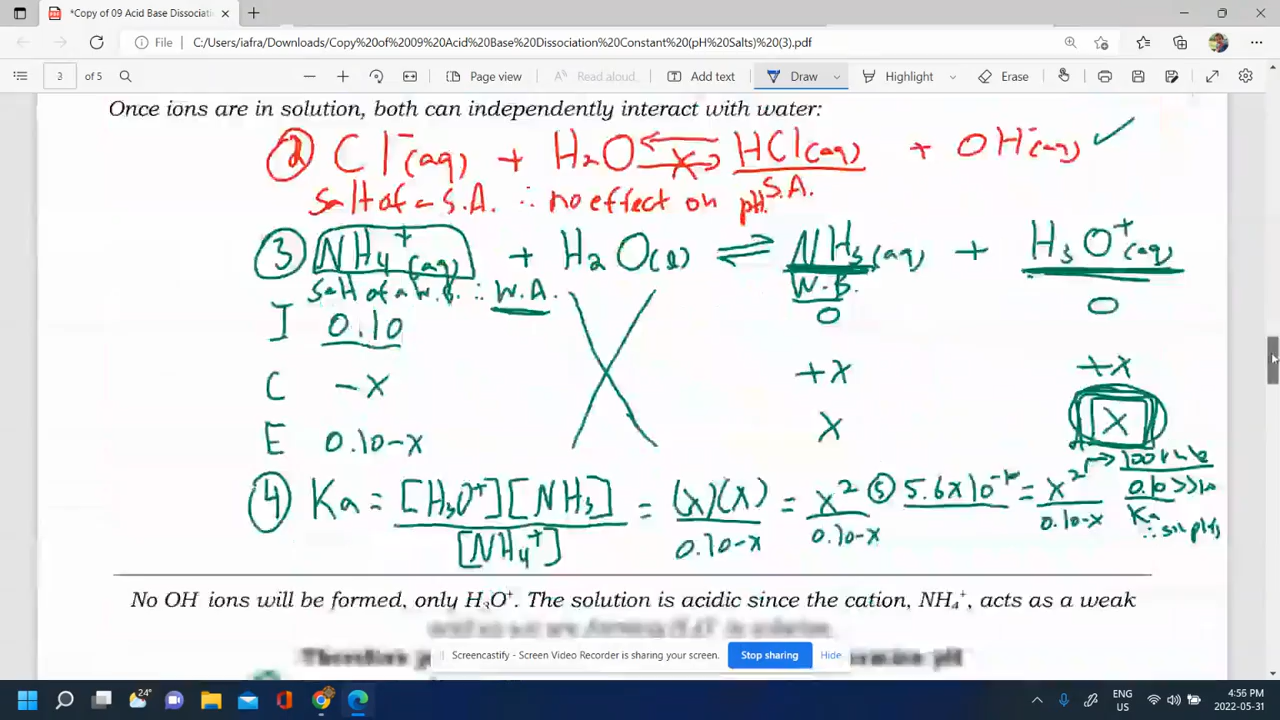 *Copy of 09 Acid Base Dissociati
File C:/Users/iafra/Downloads/Copy%20of%2009%20Acid%20Base%20Dissociation%20Constant%20(pH%20Salts)%20(3).pdf
3 of 5 Page view Read aloud Add text Draw Highlight Erase
Once ions are in solution, both can independently interact with water:
② Cl⁻(aq) + H₂O ⇌ HCl(aq) + OH⁻(aq) ✓
Salt of a S.A. ∴ no effect on pH. S.A.
③ NH₄⁺(aq) + H₂O(l) ⇌ NH₃(aq) + H₃O⁺(aq)
Salt of a W.B. ∴ W.A. W.B.
I 0.10 0 0
C -x +x +x
E 0.10-x x x
100 rule
④ Ka = [H₃O⁺][NH₃] / [NH₄⁺] = (x)(x) / 0.10-x = x² / 0.10-x ⑤ 5.6x10⁻¹⁰ = x² / 0.10-x
0.10 >>
Ka
No OH ions will be formed, only H₃O⁺. The solution is acidic since the cation, NH₄⁺, acts as a weak
Screencastify - Screen Video Recorder is sharing your screen. Stop sharing Hide
24°
ENG
US
4:56 PM
2022-05-31